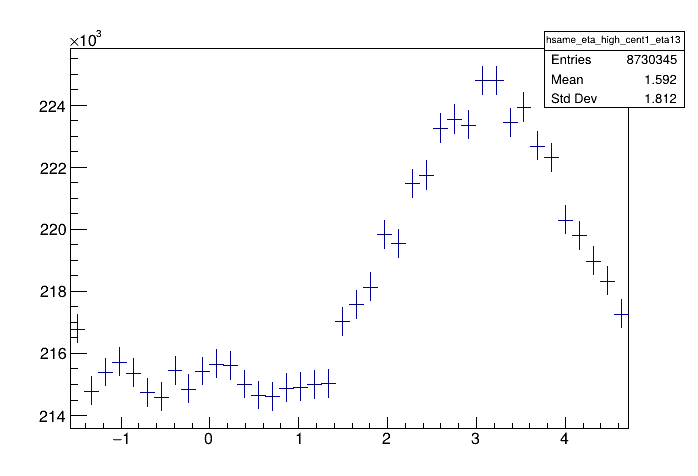 ×10³
hsame_eta_high_cent1_eta13
Entries 8730345
Mean 1.592
Std Dev 1.812
224
222
220
218
216
214
−1 0 1 2 3 4